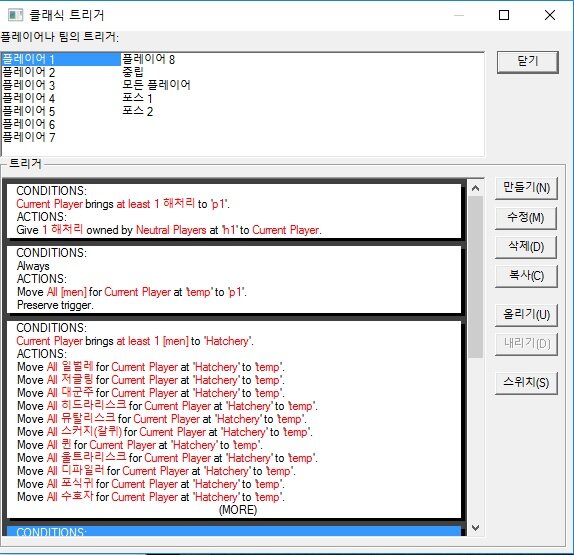 클래식 트리거
플레이어나 팀의 트리거:
플레이어 1
플레이어 2
플레이어 3
플레이어 4
플레이어 5
플레이어 6
플레이어 7
플레이어 8
중립
모든 플레이어
포스 1
포스 2
닫기
트리거
CONDITIONS:
Current Player brings at least 1 해처리 to 'p1'.
ACTIONS:
Give 1 해처리 owned by Neutral Players at 'h1' to Current Player.
CONDITIONS:
Always
ACTIONS:
Move All [men] for Current Player at 'temp' to 'p1'.
Preserve trigger.
CONDITIONS:
Current Player brings at least 1 [men] to 'Hatchery'.
ACTIONS:
Move All 일벌레 for Current Player at 'Hatchery' to 'temp'.
Move All 저글링 for Current Player at 'Hatchery' to 'temp'.
Move All 대군주 for Current Player at 'Hatchery' to 'temp'.
Move All 히드라리스크 for Current Player at 'Hatchery' to 'temp'.
Move All 뮤탈리스크 for Current Player at 'Hatchery' to 'temp'.
Move All 스커지(갈퀴) for Current Player at 'Hatchery' to 'temp'.
Move All 퀸 for Current Player at 'Hatchery' to 'temp'.
Move All 울트라리스크 for Current Player at 'Hatchery' to 'temp'.
Move All 디파일러 for Current Player at 'Hatchery' to 'temp'.
Move All 포식귀 for Current Player at 'Hatchery' to 'temp'.
Move All 수호자 for Current Player at 'Hatchery' to 'temp'.
(MORE)
CONDITIONS:
만들기(N)
수정(M)
삭제(D)
복사(C)
올리기(U)
내리기(D)
스위치(S)